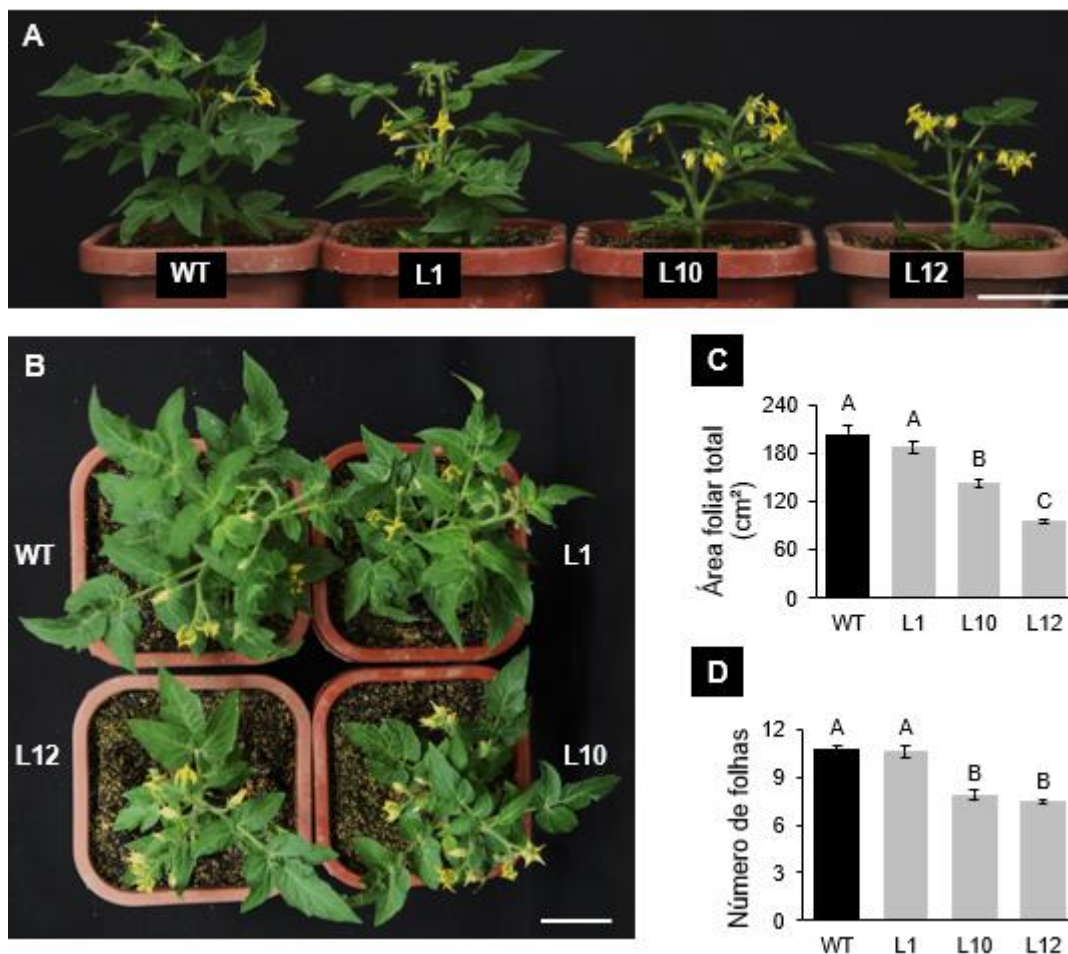 A
WT
L1
L10
L12
B
WT
L1
L12
L10
C
Área foliar total
(cm²)
240
180
120
60
0
A
A
B
C
WT
L1
L10
L12
D
Número de folhas
12
9
6
3
0
A
A
B
B
WT
L1
L10
L12